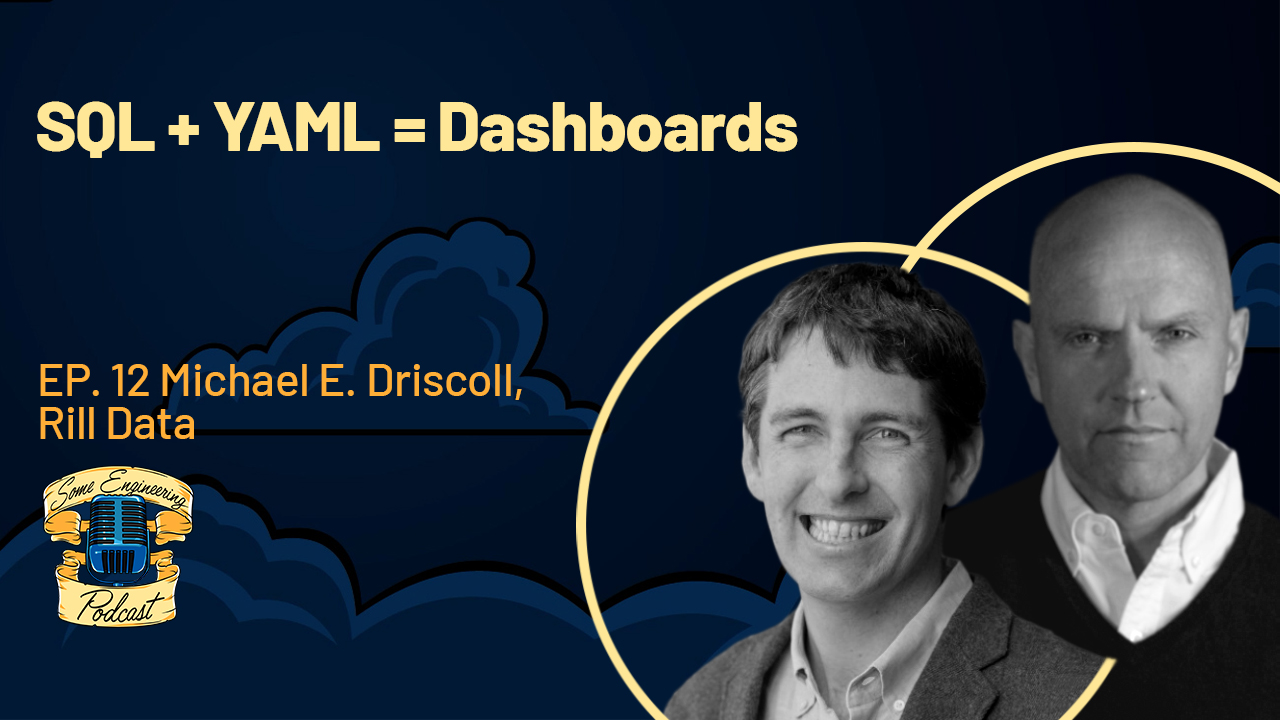 SQL + YAML = Dashboards
EP. 12 Michael E. Driscoll,
Rill Data
Some Engineering
Podcast